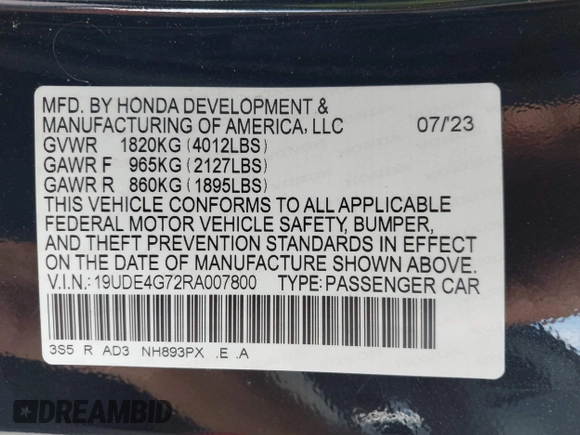 MFD. BY HONDA DEVELOPMENT &
MANUFACTURING OF AMERICA, LLC 07/'23
GVWR 1820KG (4012LBS)
GAWR F 965KG (2127LBS)
GAWR R 860KG (1895LBS)
THIS VEHICLE CONFORMS TO ALL APPLICABLE
FEDERAL MOTOR VEHICLE SAFETY, BUMPER,
AND THEFT PREVENTION STANDARDS IN EFFECT
ON THE DATE OF MANUFACTURE SHOWN ABOVE.
V.I.N.: 19UDE4G72RA007800 TYPE: PASSENGER CAR
3S5 R AD3 NH893PX .E .A
DREAMBID